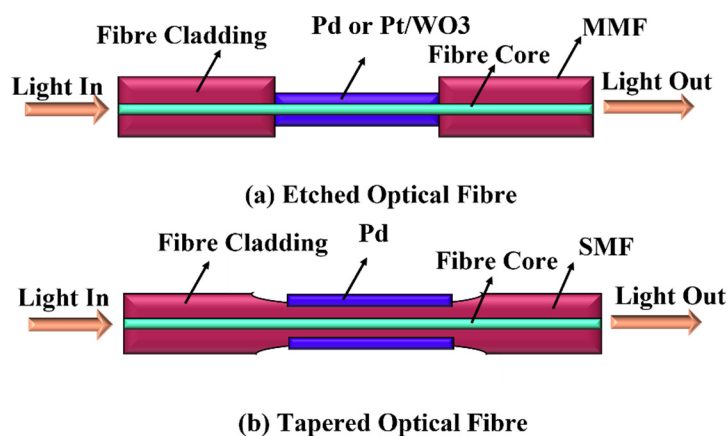 Pd or Pt/WO3
MMF
Fibre Cladding
Fibre Core
Light In
Light Out
(a) Etched Optical Fibre
Pd
SMF
Fibre Cladding
Fibre Core
Light In
Light Out
(b) Tapered Optical Fibre